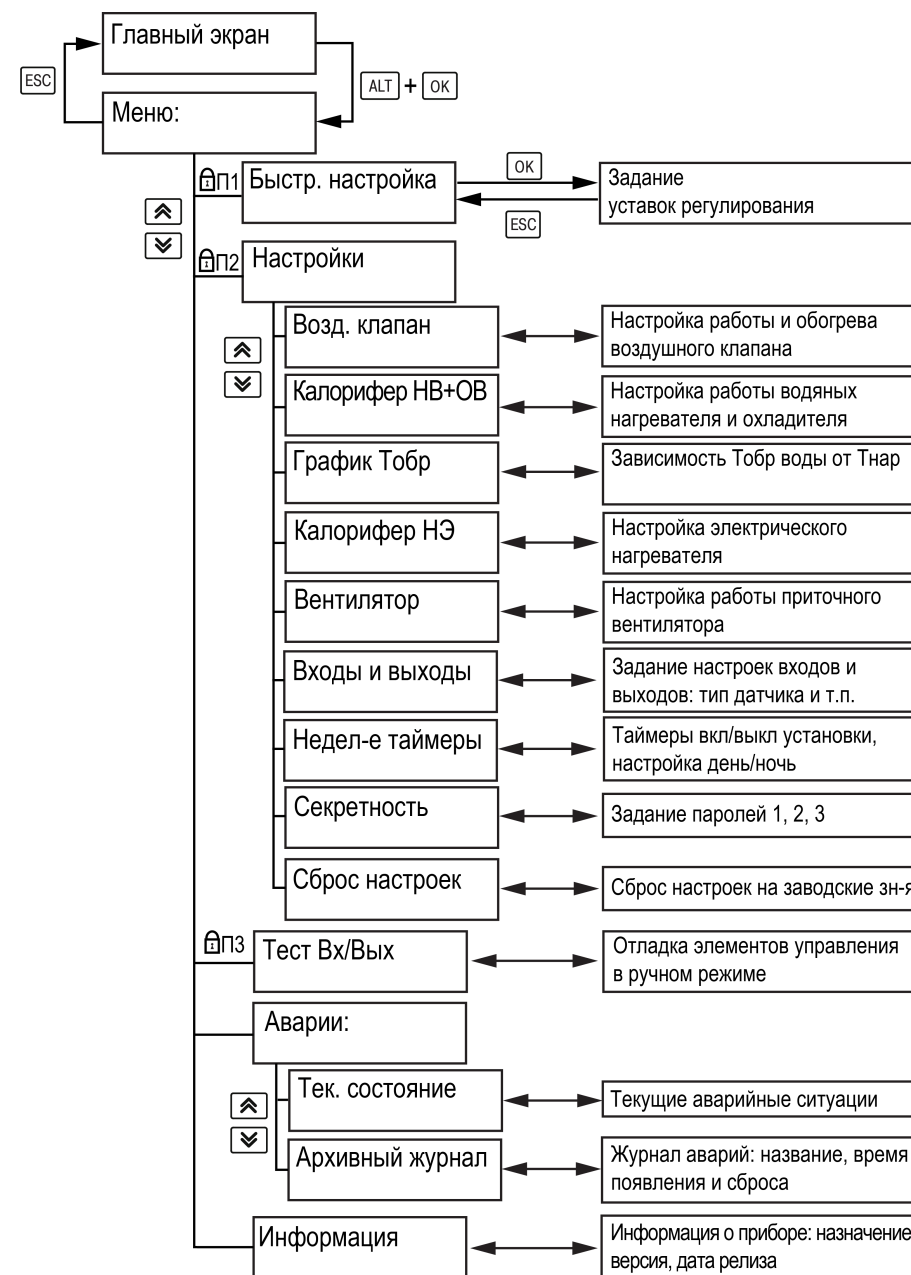 Главный экран
ESC
ALT + OK
Меню:
П1 Быстр. настройка
OK
ESC
Задание
уставок регулирования
П2 Настройки
Возд. клапан
Настройка работы и обогрева
воздушного клапана
Калорифер НВ+ОВ
Настройка работы водяных
нагревателя и охладителя
График Тобр
Зависимость Тобр воды от Тнар
Калорифер НЭ
Настройка электрического
нагревателя
Вентилятор
Настройка работы приточного
вентилятора
Входы и выходы
Задание настроек входов и
выходов: тип датчика и т.п.
Недел-е таймеры
Таймеры вкл/выкл установки,
настройка день/ночь
Секретность
Задание паролей 1, 2, 3
Сброс настроек
Сброс настроек на заводские зн-я
П3 Тест Вх/Вых
Отладка элементов управления
в ручном режиме
Аварии:
Тек. состояние
Текущие аварийные ситуации
Архивный журнал
Журнал аварий: название, время
появления и сброса
Информация
Информация о приборе: назначение
версия, дата релиза